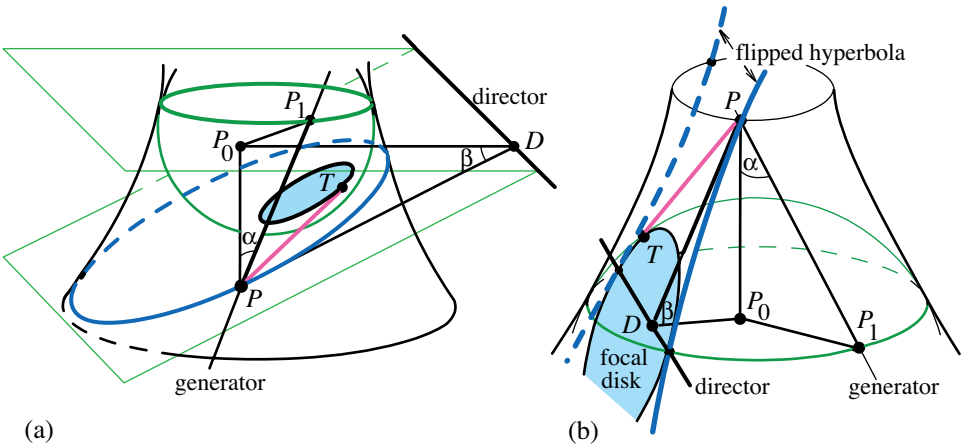 P₁
director
P₀
D
β
T
α
P
generator
(a)
flipped hyperbola
P
α
T
P₀
D
β
P₁
focal
disk
director
generator
(b)